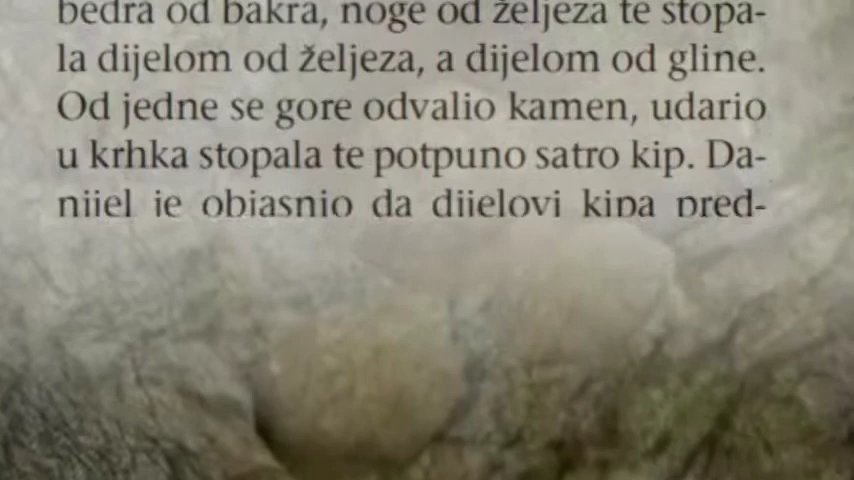 bedra od bakra, noge od željeza te stopa-
la dijelom od željeza, a dijelom od gline.
Od jedne se gore odvalio kamen, udario
u krhka stopala te potpuno satro kip. Da-
nijel je objasnio da dijelovi kipa pred-